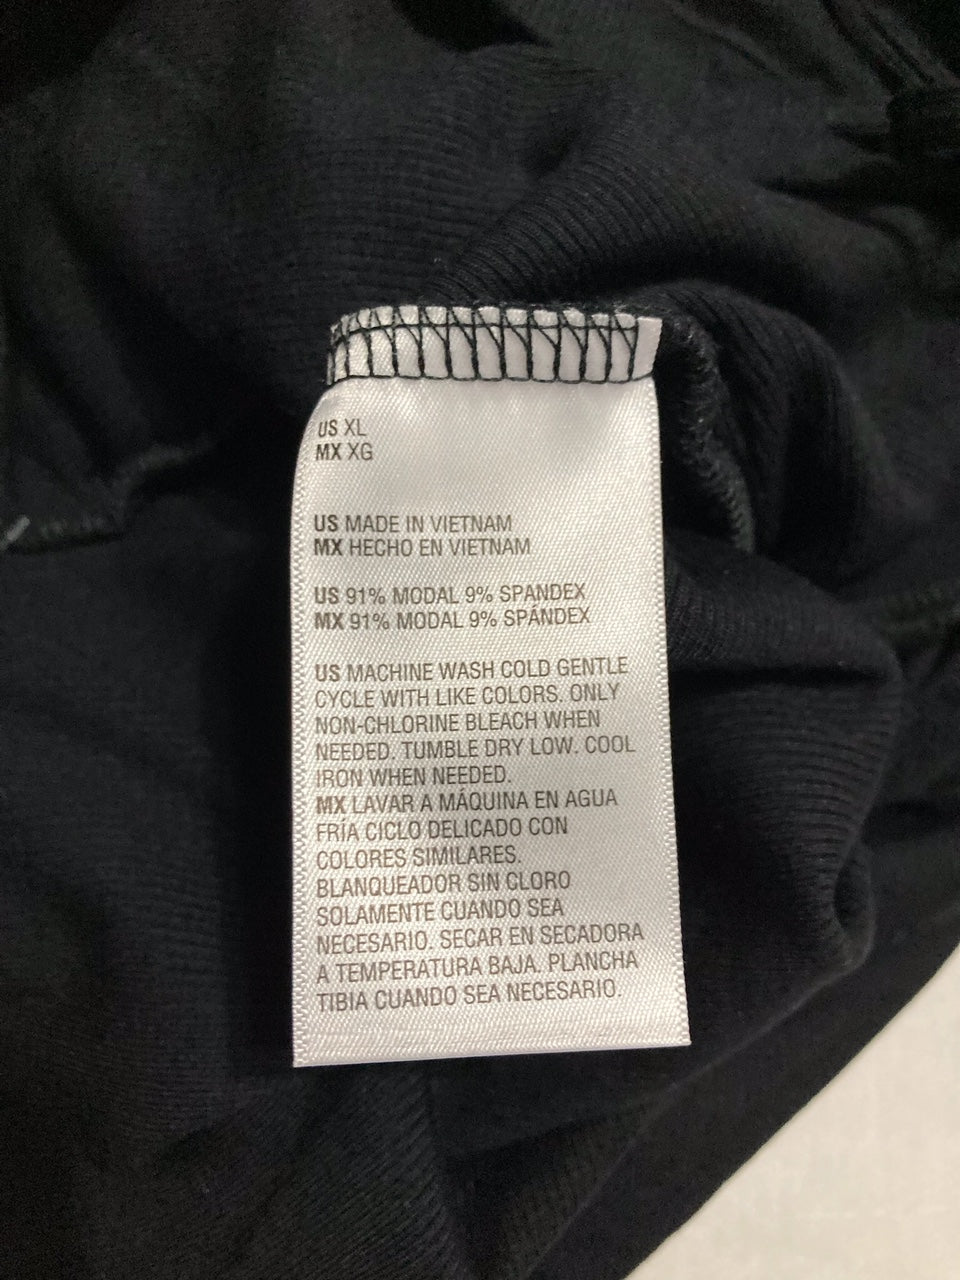 US XL
MX XG
US MADE IN VIETNAM
MX HECHO EN VIETNAM
US 91% MODAL 9% SPANDEX
MX 91% MODAL 9% SPÁNDEX
US MACHINE WASH COLD GENTLE
CYCLE WITH LIKE COLORS. ONLY
NON-CHLORINE BLEACH WHEN
NEEDED. TUMBLE DRY LOW. COOL
IRON WHEN NEEDED.
MX LAVAR A MÁQUINA EN AGUA
FRÍA CICLO DELICADO CON
COLORES SIMILARES.
BLANQUEADOR SIN CLORO
SOLAMENTE CUANDO SEA
NECESARIO. SECAR EN SECADORA
A TEMPERATURA BAJA. PLANCHA
TIBIA CUANDO SEA NECESARIO.